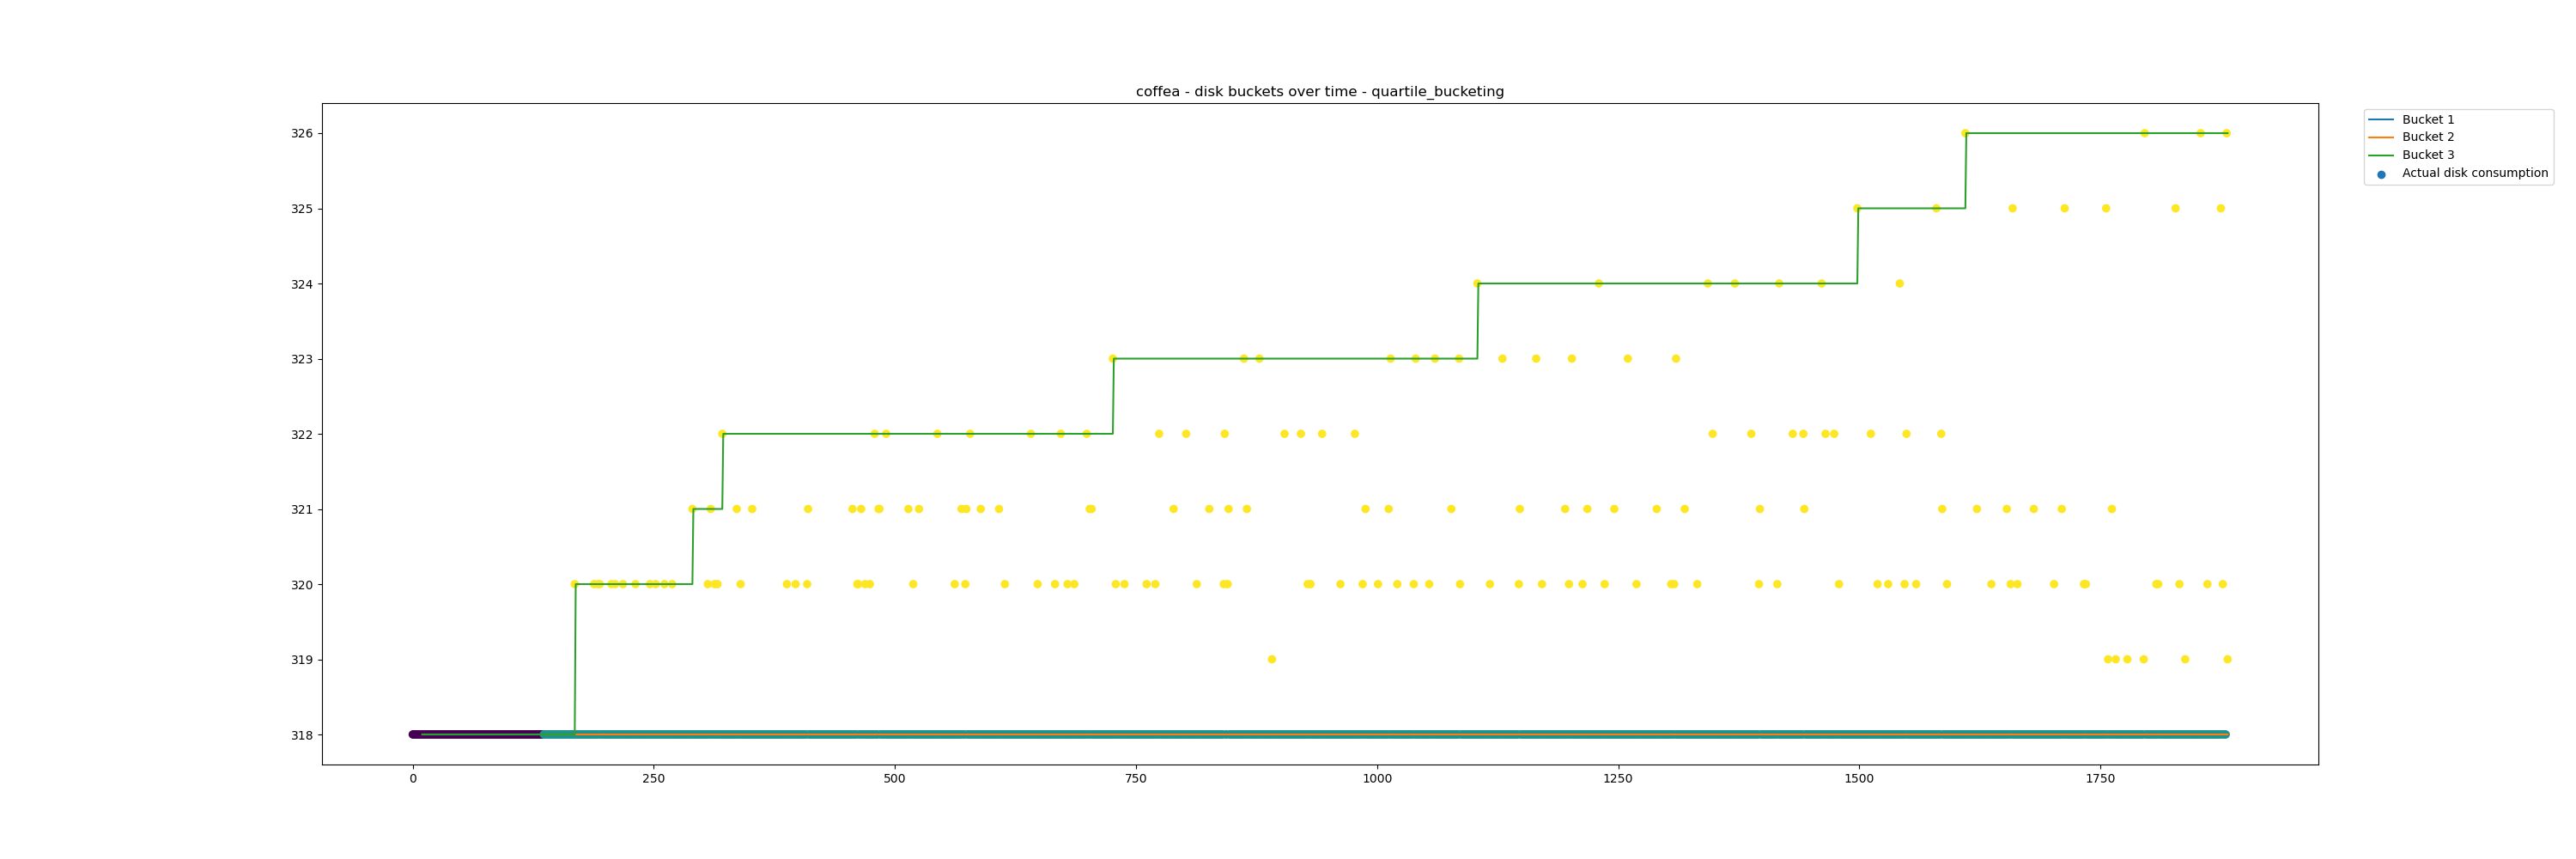 coffea - disk buckets over time - quartile_bucketing
Bucket 1
Bucket 2
Bucket 3
Actual disk consumption
326
325
324
323
322
321
320
319
318
0 250 500 750 1000 1250 1500 1750